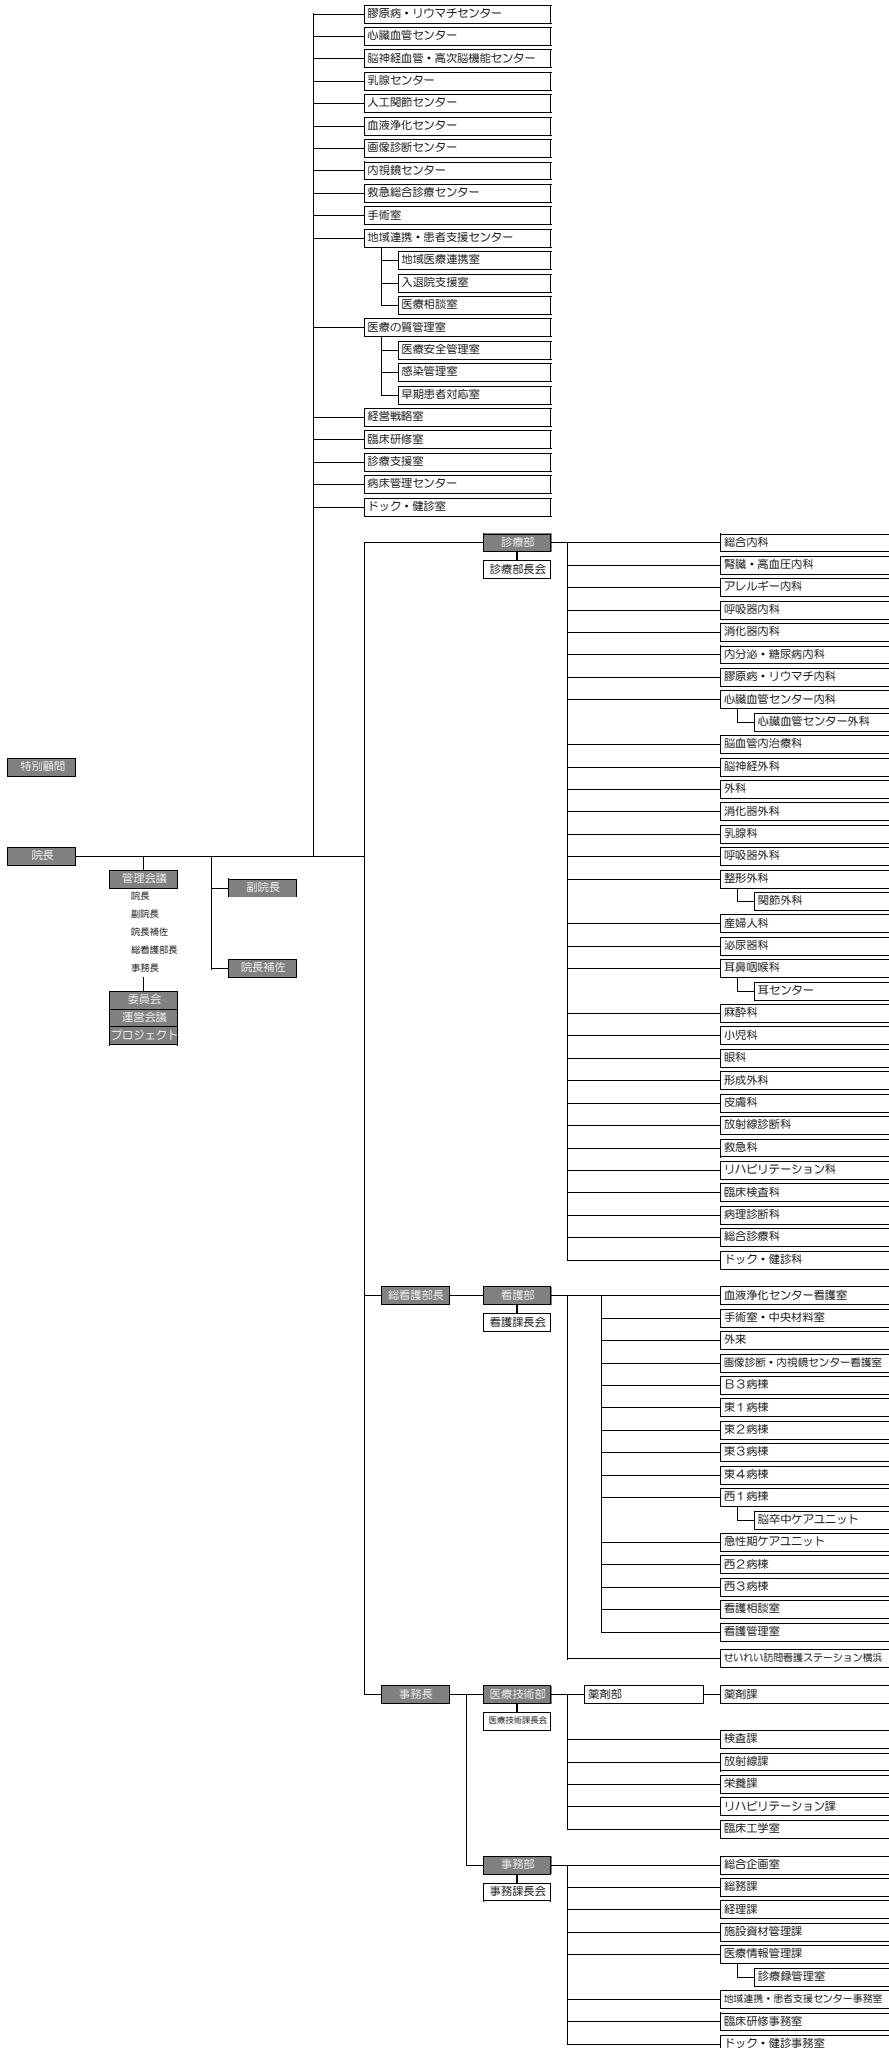 膠原病・リウマチセンター
心臓血管センター
脳神経血管・高次脳機能センター
乳腺センター
人工関節センター
血液浄化センター
画像診断センター
内視鏡センター
救急総合診療センター
手術室
地域連携・患者支援センター
地域医療連携室
入退院支援室
医療相談室
医療の質管理室
医療安全管理室
感染管理室
早期患者対応室
経営戦略室
臨床研修室
診療支援室
病床管理センター
ドック・健診室
診療部
診療部長会
総合内科
腎臓・高血圧内科
アレルギー内科
呼吸器内科
消化器内科
内分泌・糖尿病内科
膠原病・リウマチ内科
心臓血管センター内科
心臓血管センター外科
脳血管内治療科
脳神経外科
外科
消化器外科
乳腺科
呼吸器外科
整形外科
関節外科
産婦人科
泌尿器科
耳鼻咽喉科
耳センター
麻酔科
小児科
眼科
形成外科
皮膚科
放射線診断科
救急科
リハビリテーション科
臨床検査科
病理診断科
総合診療科
ドック・健診科
特別顧問
院長
管理会議
院長
副院長
院長補佐
総看護部長
事務長
委員会
運営会議
プロジェクト
副院長
院長補佐
総看護部長
看護部
看護課長会
血液浄化センター看護室
手術室・中央材料室
外来
画像診断・内視鏡センター看護室
Ｂ３病棟
東１病棟
東２病棟
東３病棟
東４病棟
西１病棟
脳卒中ケアユニット
急性期ケアユニット
西２病棟
西３病棟
看護相談室
看護管理室
せいれい訪問看護ステーション横浜
事務長
医療技術部
医療技術課長会
薬剤部
薬剤課
検査課
放射線課
栄養課
リハビリテーション課
臨床工学室
事務部
事務課長会
総合企画室
総務課
経理課
施設資材管理課
医療情報管理課
診療録管理室
地域連携・患者支援センター事務室
臨床研修事務室
ドック・健診事務室